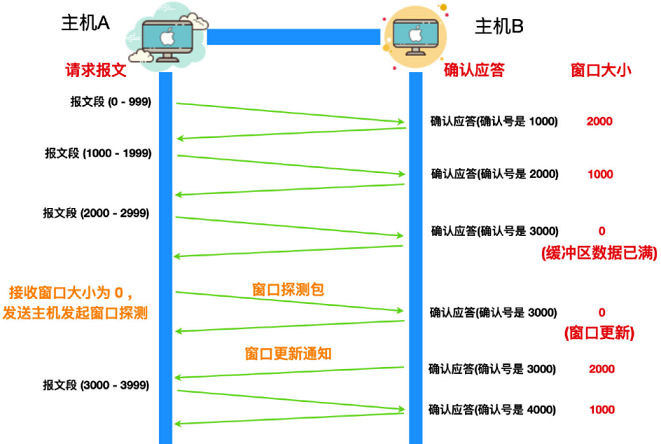 主机A
主机B
请求报文
确认应答
窗口大小
报文段 (0 - 999)
确认应答(确认号是 1000)
2000
报文段 (1000 - 1999)
确认应答(确认号是 2000)
1000
报文段 (2000 - 2999)
确认应答(确认号是 3000)
0
(缓冲区数据已满)
接收窗口大小为 0 ，
发送主机发起窗口探测
窗口探测包
确认应答(确认号是 3000)
0
(窗口更新)
窗口更新通知
确认应答(确认号是 3000)
2000
报文段 (3000 - 3999)
确认应答(确认号是 4000)
1000